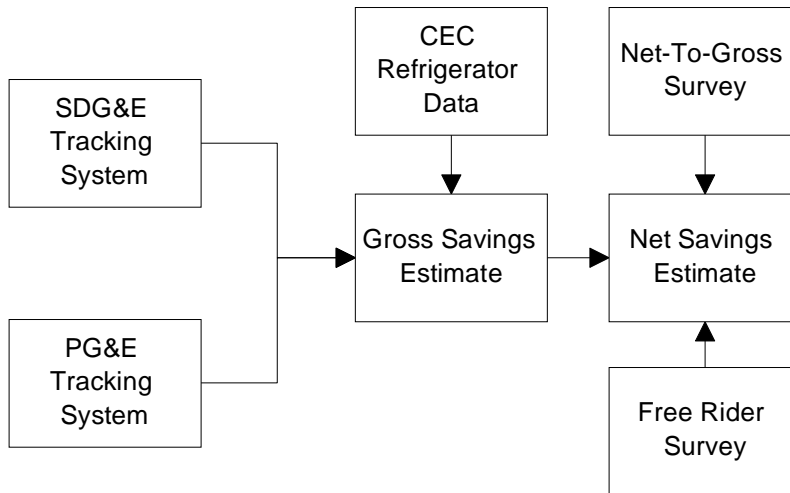 CEC
Refrigerator
Data
Net-To-Gross
Survey
SDG&E
Tracking
System
Gross Savings
Estimate
Net Savings
Estimate
PG&E
Tracking
System
Free Rider
Survey